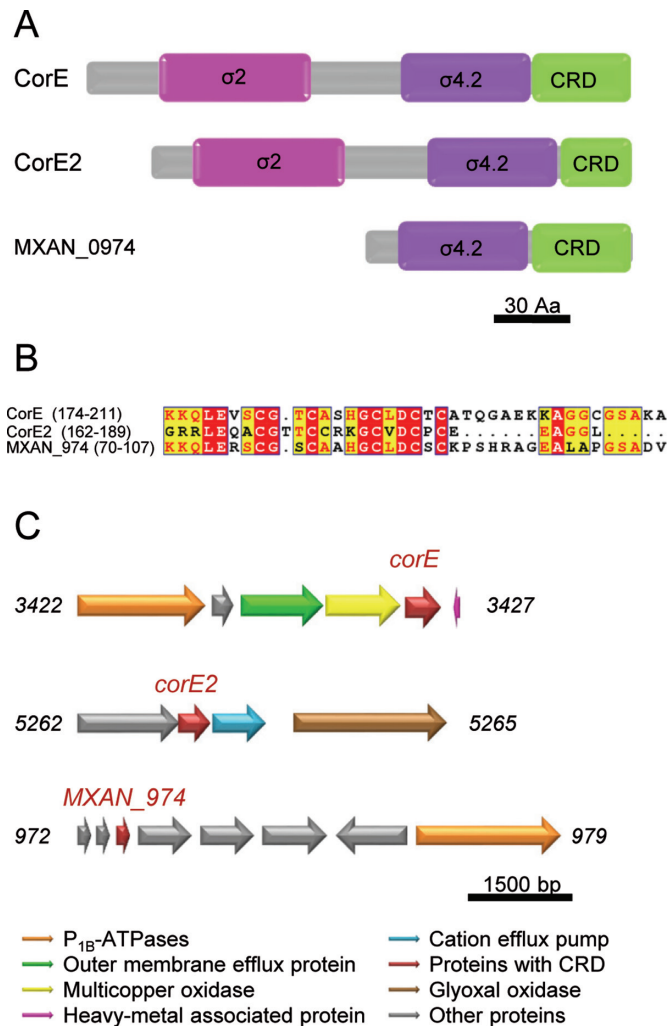 A
CorE
σ2
σ4.2
CRD
CorE2
σ2
σ4.2
CRD
MXAN_0974
σ4.2
CRD
30 Aa
B
CorE (174-211) KKQLEVSCG.TCASHGCLDCTCATQGAEKKAGGCGSAKA
CorE2 (162-189) GRRLEQACGTTCCRKGCVDCPCE......EAGGL....
MXAN_974 (70-107) KKQLERSCG.SCAAHGCLDCSCKPSHRAGEALAPGSADV
C
corE
3422 3427
corE2
5262 5265
MXAN_974
972 979
1500 bp
P1B-ATPases
Outer membrane efflux protein
Multicopper oxidase
Heavy-metal associated protein
Cation efflux pump
Proteins with CRD
Glyoxal oxidase
Other proteins